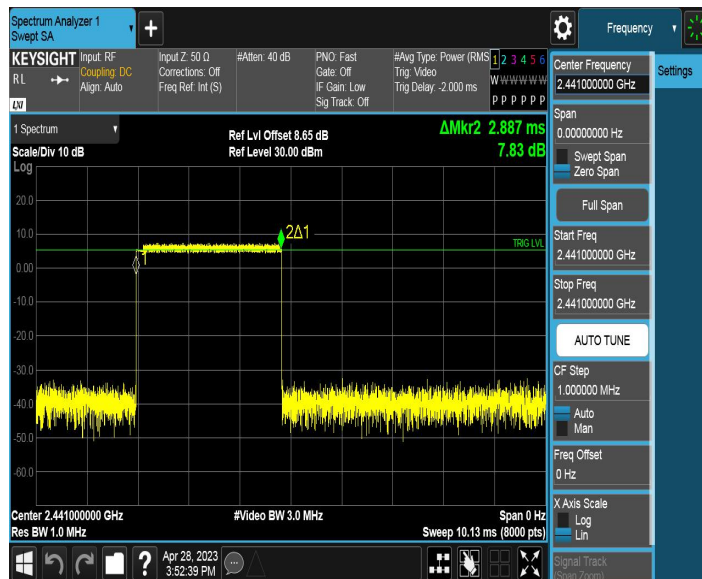 Spectrum Analyzer 1
Swept SA
Frequency
KEYSIGHT
RL
LXI
Input: RF
Coupling: DC
Align: Auto
Input Z: 50 Ω
Corrections: Off
Freq Ref: Int (S)
#Atten: 40 dB
PNO: Fast
Gate: Off
IF Gain: Low
Sig Track: Off
#Avg Type: Power (RMS
Trig: Video
Trig Delay: -2.000 ms
1 2 3 4 5 6
W W W W W W
P P P P P P
1 Spectrum
Scale/Div 10 dB
Log
Ref Lvl Offset 8.65 dB
Ref Level 30.00 dBm
ΔMkr2 2.887 ms
7.83 dB
20.0
10.0
0.00
-10.0
-20.0
-30.0
-40.0
-50.0
-60.0
2Δ1
TRIG LVL
Center 2.441000000 GHz
Res BW 1.0 MHz
#Video BW 3.0 MHz
Span 0 Hz
Sweep 10.13 ms (8000 pts)
Apr 28, 2023
3:52:39 PM
Center Frequency
2.441000000 GHz
Settings
Span
0.00000000 Hz
Swept Span
Zero Span
Full Span
Start Freq
2.441000000 GHz
Stop Freq
2.441000000 GHz
AUTO TUNE
CF Step
1.000000 MHz
Auto
Man
Freq Offset
0 Hz
X Axis Scale
Log
Lin
Signal Track
(Span Zoom)